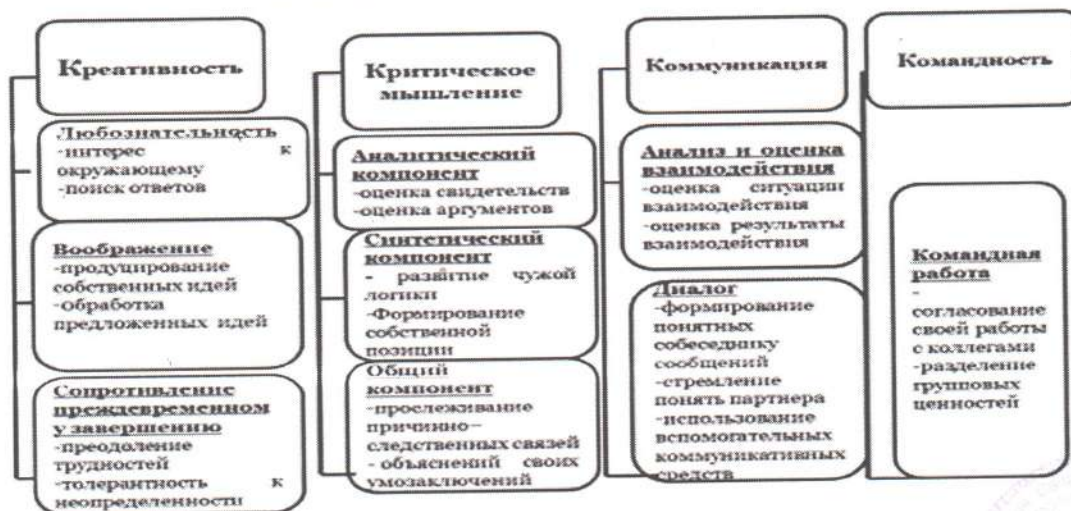 Креативность
Любознательность
-интерес к
окружающему
-поиск ответов
Воображение
-продуцирование
собственных идей
-Обработка
предложенных идей
Сопротивление
преждевременном
у завершению
-преодоление
трудностей
-толерантность к
неопределенности
Критическое
мышление
Аналитический
компонент
-оценка свидетельств
-оценка аргументов
Синтетический
компонент
- развитие чужой
логики
-Формирование
собственной
позиции
Общий
компонент
-прослеживание
причинно–
следственных связей
- объяснений своих
умозаключений
Коммуникация
Анализ и оценка
взаимодействия
-оценка ситуации
взаимодействия
-оценка результаты
взаимодействия
Диалог
-формирование
понятных
собеседнику
сообщений
-стремление
понять партнера
-использование
вспомогательных
коммуникативных
средств
Командность
Командная
работа
-
согласование
своей работы
с коллегами
-разделение
групповых
ценностей